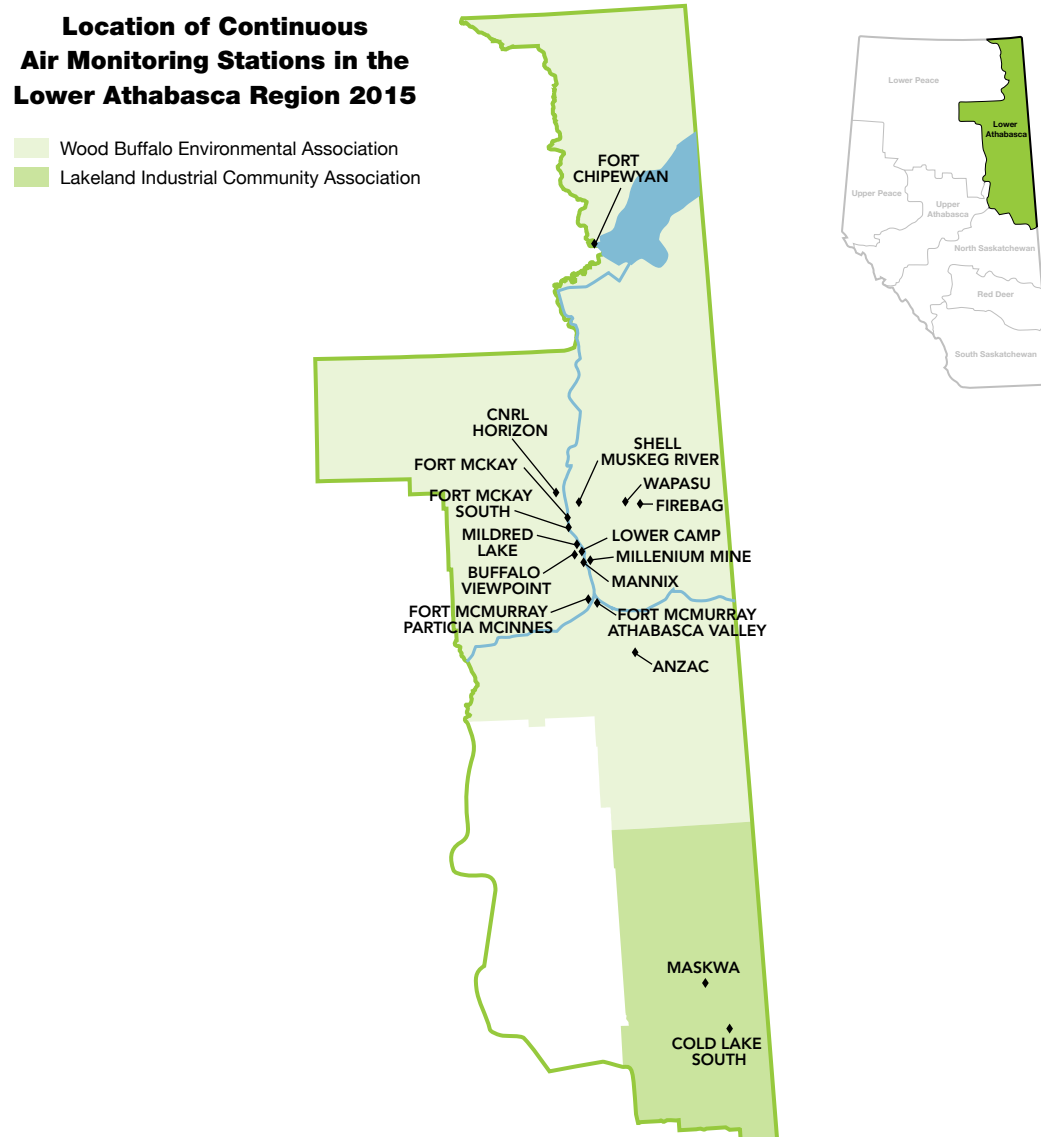 Location of Continuous
Air Monitoring Stations in the
Lower Athabasca Region 2015
Wood Buffalo Environmental Association
Lakeland Industrial Community Association
Lower Peace
Lower
Athabasca
Upper Peace
Upper
Athabasca
North Saskatchewan
Red Deer
South Saskatchewan
FORT
CHIPEWYAN
CNRL
HORIZON
SHELL
MUSKEG RIVER
FORT MCKAY
WAPASU
FORT MCKAY
SOUTH
FIREBAG
MILDRED
LAKE
LOWER CAMP
MILLENIUM MINE
BUFFALO
VIEWPOINT
MANNIX
FORT MCMURRAY
PARTICIA MCINNES
FORT MCMURRAY
ATHABASCA VALLEY
ANZAC
MASKWA
COLD LAKE
SOUTH